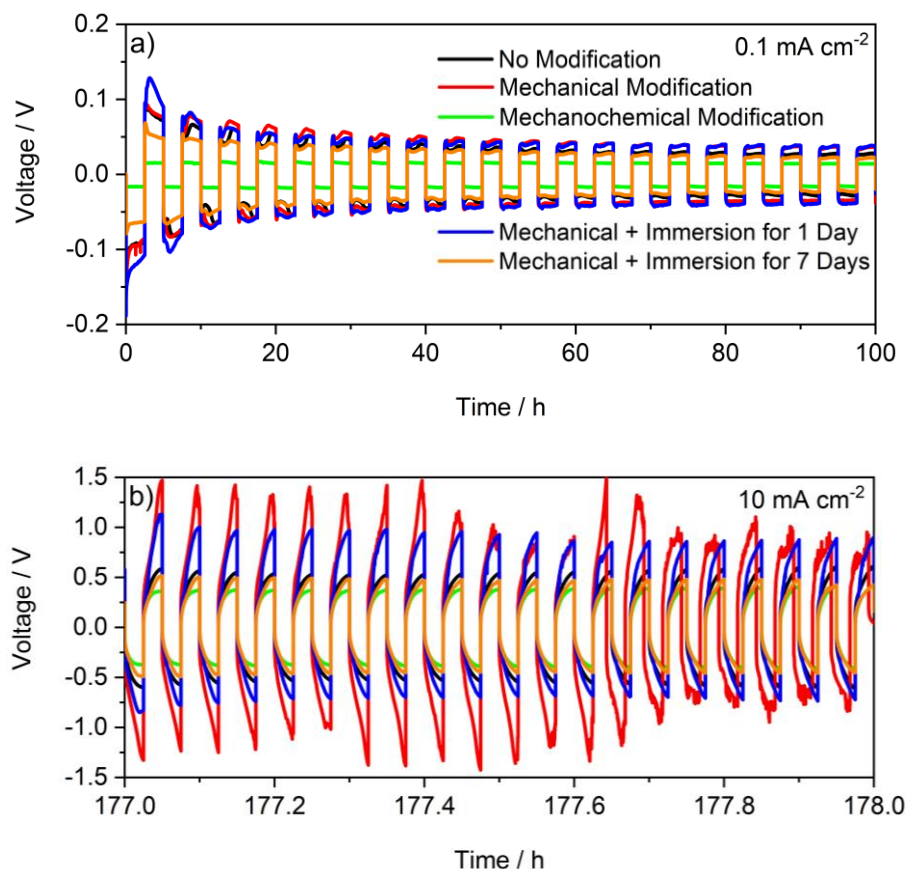 a)
0.1 mA cm⁻²
No Modification
Mechanical Modification
Mechanochemical Modification
Mechanical + Immersion for 1 Day
Mechanical + Immersion for 7 Days
Voltage / V
0.2
0.1
0.0
-0.1
-0.2
0 20 40 60 80 100
Time / h
b)
10 mA cm⁻²
Voltage / V
1.5
1.0
0.5
0.0
-0.5
-1.0
-1.5
177.0 177.2 177.4 177.6 177.8 178.0
Time / h